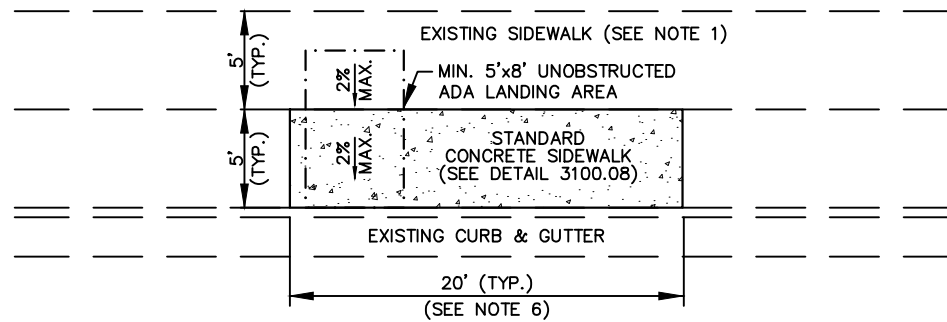 EXISTING SIDEWALK (SEE NOTE 1)
5'
(TYP.)
2%
MAX.
MIN. 5'x8' UNOBSTRUCTED
ADA LANDING AREA
5'
(TYP.)
2%
MAX.
STANDARD
CONCRETE SIDEWALK
(SEE DETAIL 3100.08)
EXISTING CURB & GUTTER
20' (TYP.)
(SEE NOTE 6)